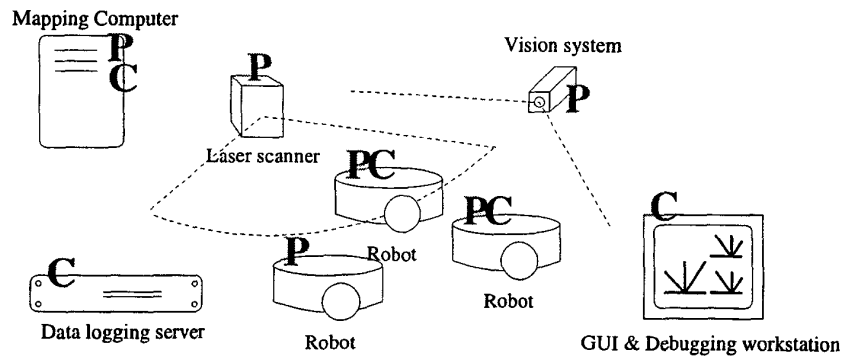 Mapping Computer
P
C
P
Laser scanner
Vision system
P
PC
Robot
PC
Robot
P
Robot
C
Data logging server
C
GUI & Debugging workstation